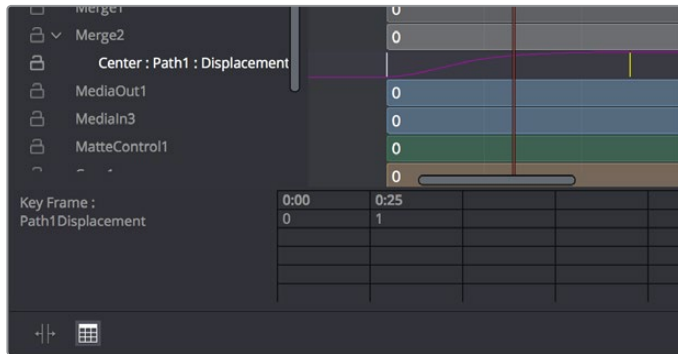 Merge1 0
Merge2 0
Center : Path1 : Displacement
MediaOut1 0
MediaIn3 0
MatteControl1 0
0
Key Frame : 0:00 0:25
Path1Displacement 0 1